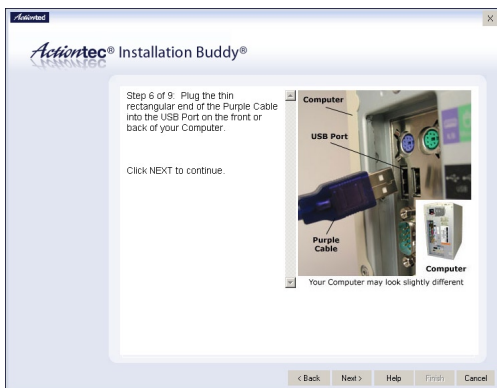 Actiontec
X
Actiontec® Installation Buddy®
Step 6 of 9: Plug the thin
rectangular end of the Purple Cable
into the USB Port on the front or
back of your Computer.
Click NEXT to continue.
Computer
USB Port
Purple
Cable
Computer
Your Computer may look slightly different
< Back
Next >
Help
Finish
Cancel